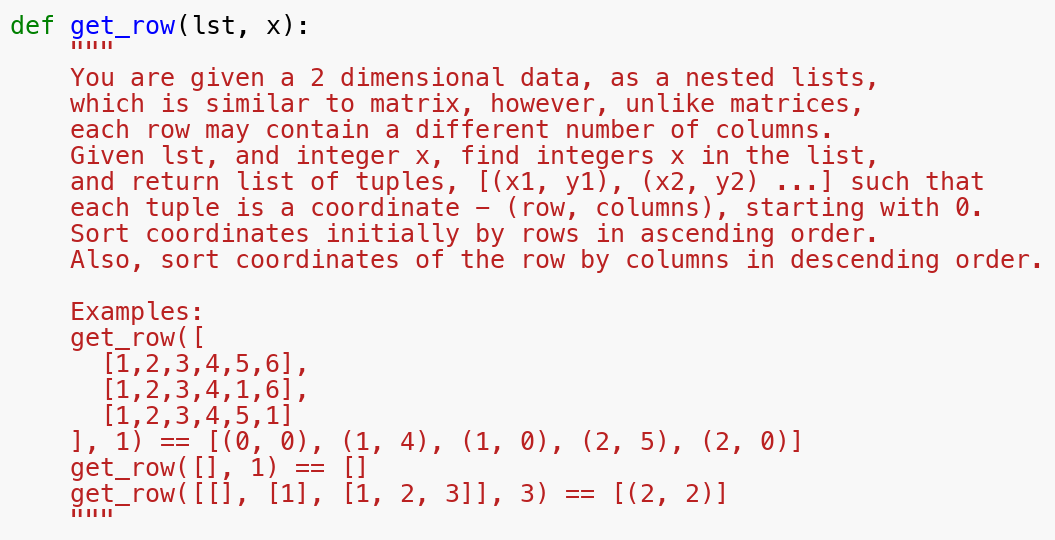 def get_row(lst, x):
    """
    You are given a 2 dimensional data, as a nested lists,
    which is similar to matrix, however, unlike matrices,
    each row may contain a different number of columns.
    Given lst, and integer x, find integers x in the list,
    and return list of tuples, [(x1, y1), (x2, y2) ...] such that
    each tuple is a coordinate - (row, columns), starting with 0.
    Sort coordinates initially by rows in ascending order.
    Also, sort coordinates of the row by columns in descending order.

    Examples:
    get_row([
      [1,2,3,4,5,6],
      [1,2,3,4,1,6],
      [1,2,3,4,5,1]
    ], 1) == [(0, 0), (1, 4), (1, 0), (2, 5), (2, 0)]
    get_row([], 1) == []
    get_row([[], [1], [1, 2, 3]], 3) == [(2, 2)]
    """